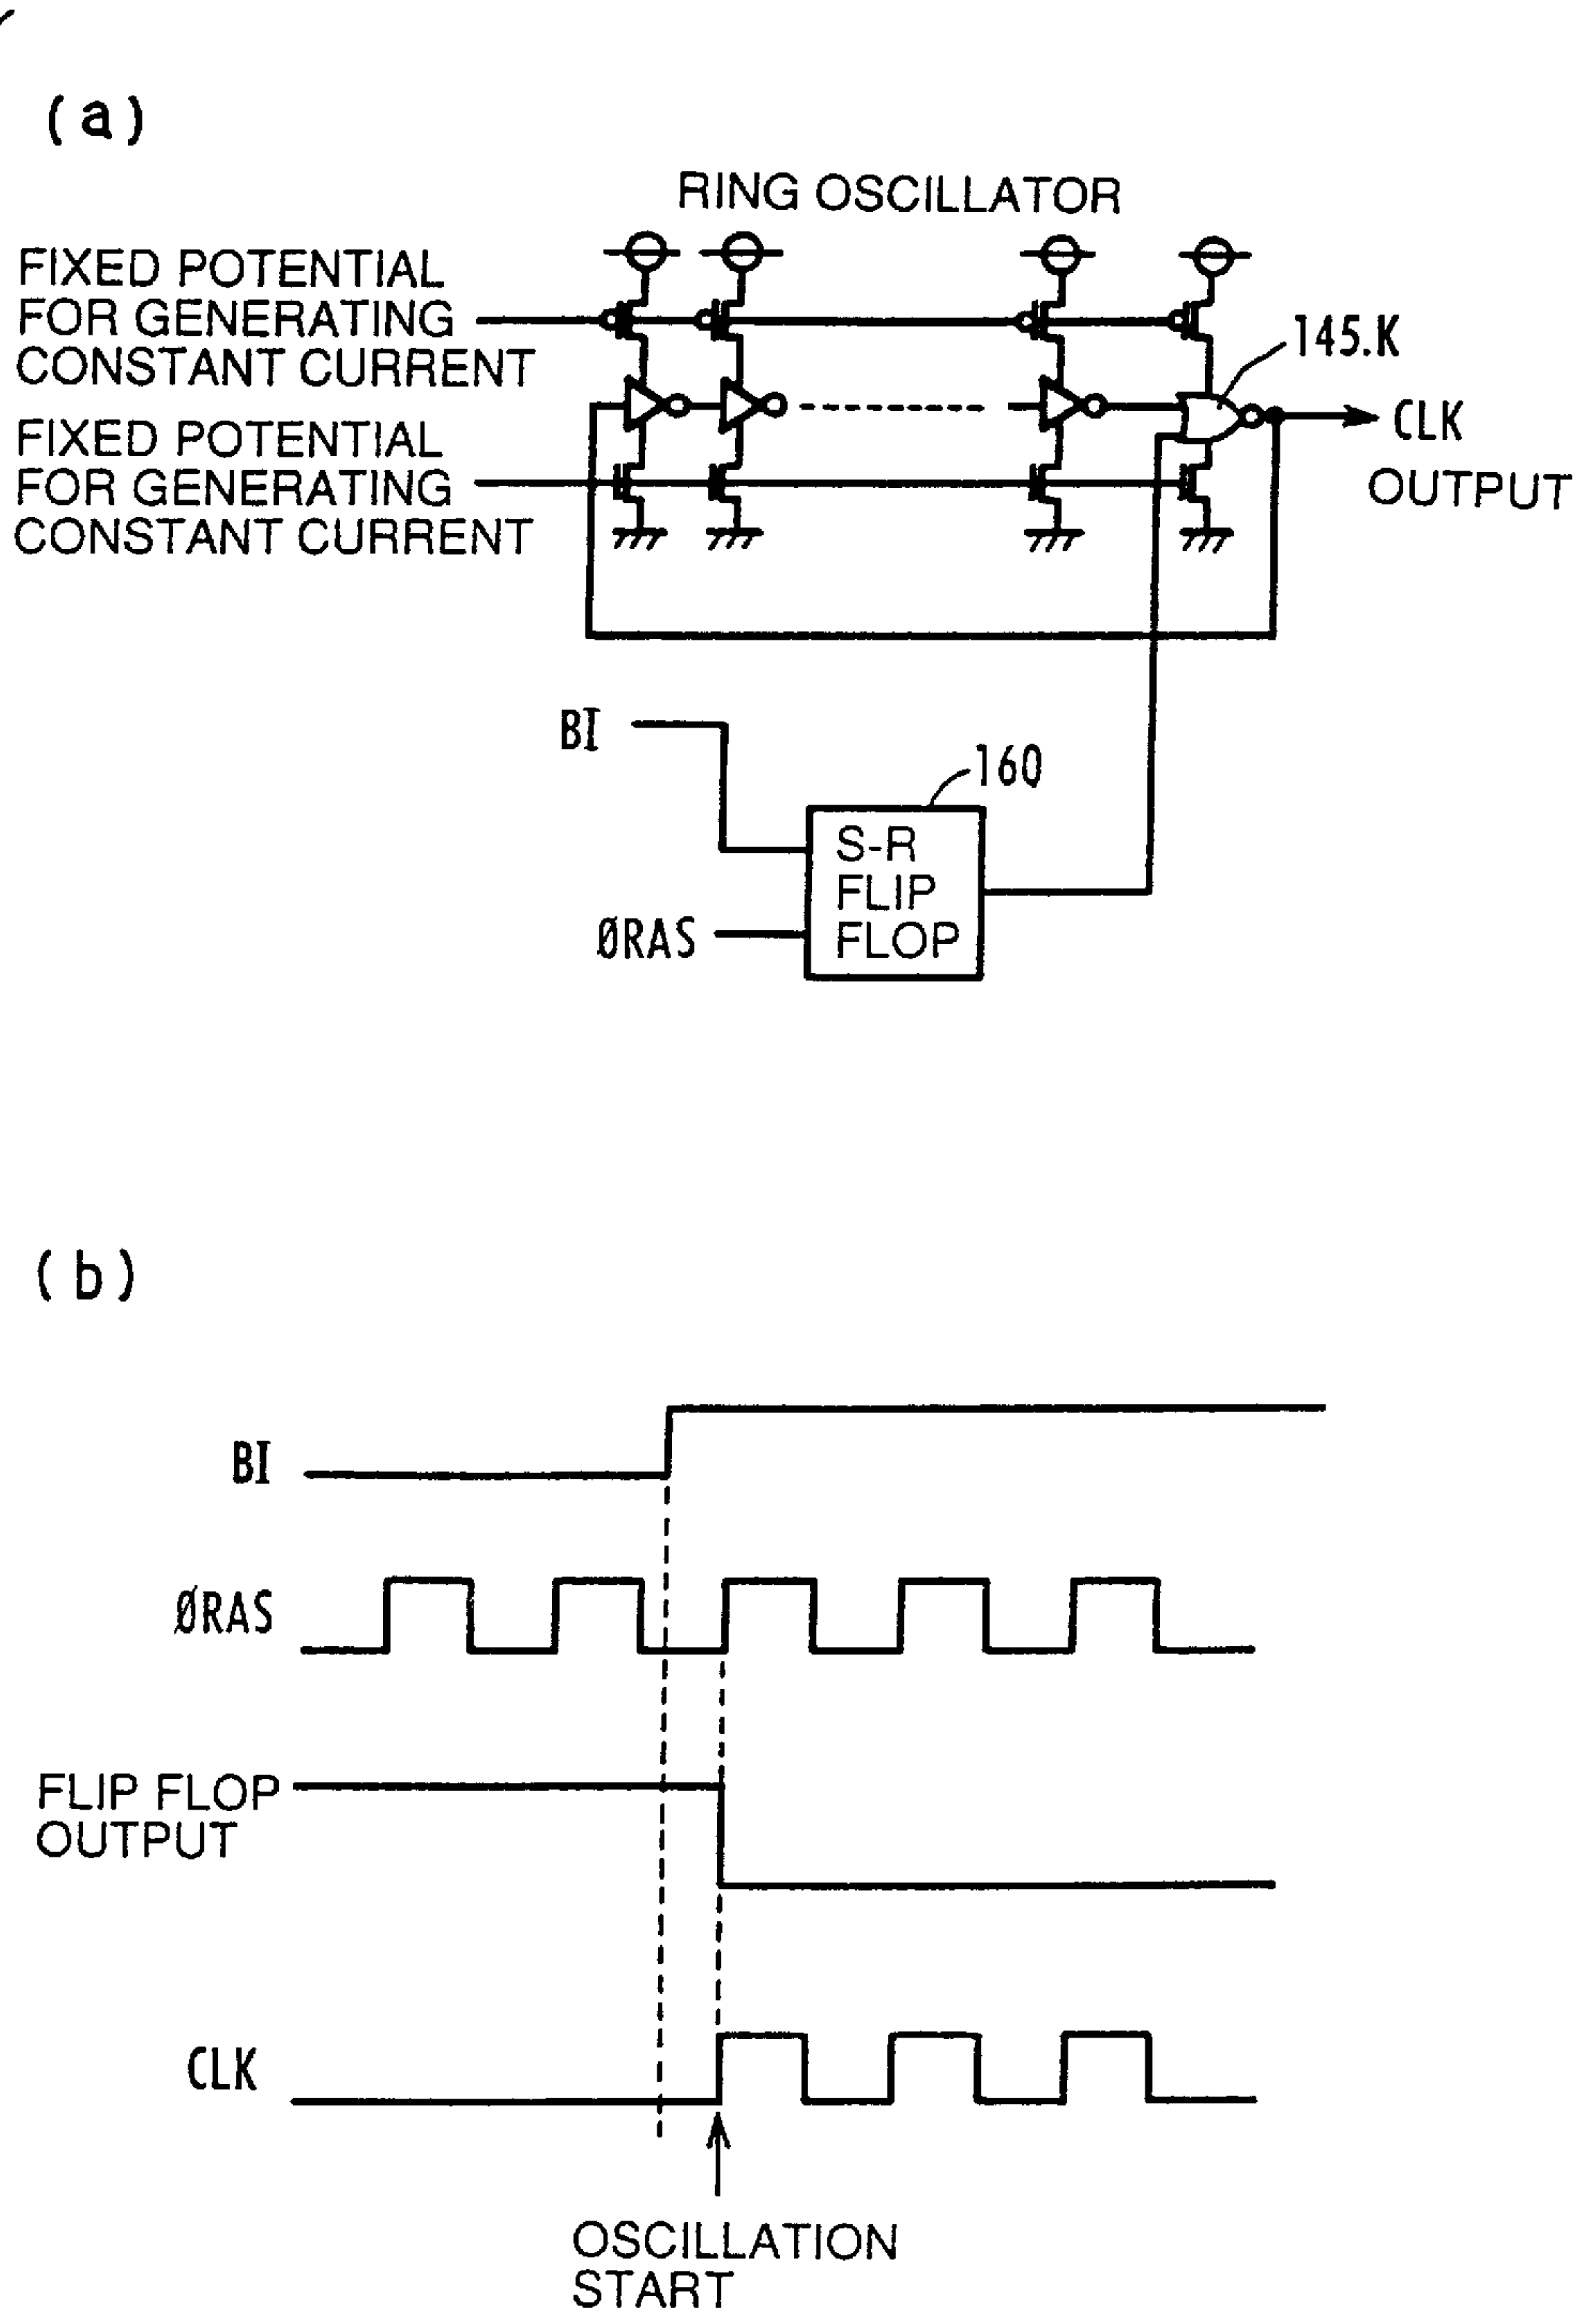 (a)
RING OSCILLATOR
FIXED POTENTIAL
FOR GENERATING
CONSTANT CURRENT
145.K
CLK
OUTPUT
FIXED POTENTIAL
FOR GENERATING
CONSTANT CURRENT
BI
160
S-R
FLIP
FLOP
ØRAS
(b)
BI
ØRAS
FLIP FLOP
OUTPUT
CLK
OSCILLATION
START